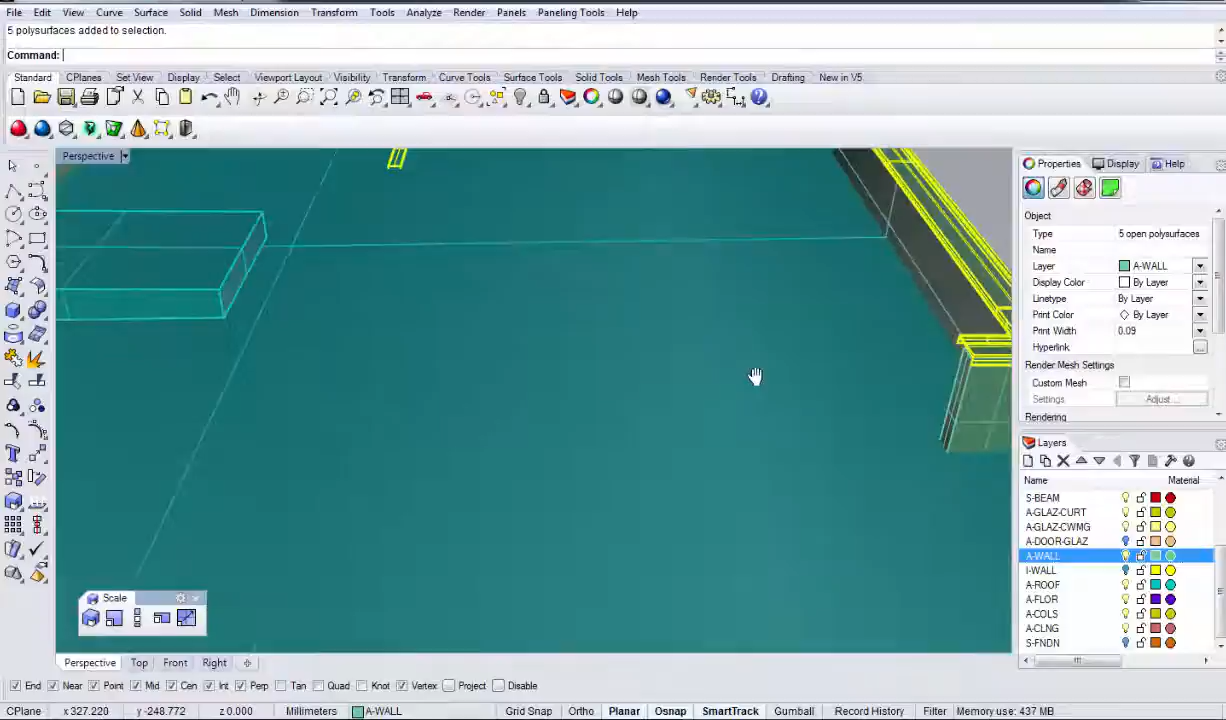 File Edit View Curve Surface Solid Mesh Dimension Transform Tools Analyze Render Panels Paneling Tools Help
5 polysurfaces added to selection.
Command:
Standard CPlanes Set View Display Select Viewport Layout Visibility Transform Curve Tools Surface Tools Solid Tools Mesh Tools Render Tools Drafting New in V5
Perspective
Properties Display Help
Object
Type 5 open polysurfaces
Name
Layer A-WALL
Display Color By Layer
Linetype By Layer
Print Color By Layer
Print Width 0.09
Hyperlink ...
Render Mesh Settings
Custom Mesh
Settings Adjust ...
Rendering
Layers
Name Material
S-BEAM
A-GLAZ-CURT
A-GLAZ-CWMG
A-DOOR-GLAZ
A-WALL
I-WALL
A-ROOF
A-FLOR
A-COLS
A-CLNG
S-FNDN
Scale
Perspective Top Front Right
End Near Point Mid Cen Int Perp Tan Quad Knot Vertex Project Disable
CPlane x 327.220 y -248.772 z 0.000 Millimeters A-WALL Grid Snap Ortho Planar Osnap SmartTrack Gumball Record History Filter Memory use: 437 MB